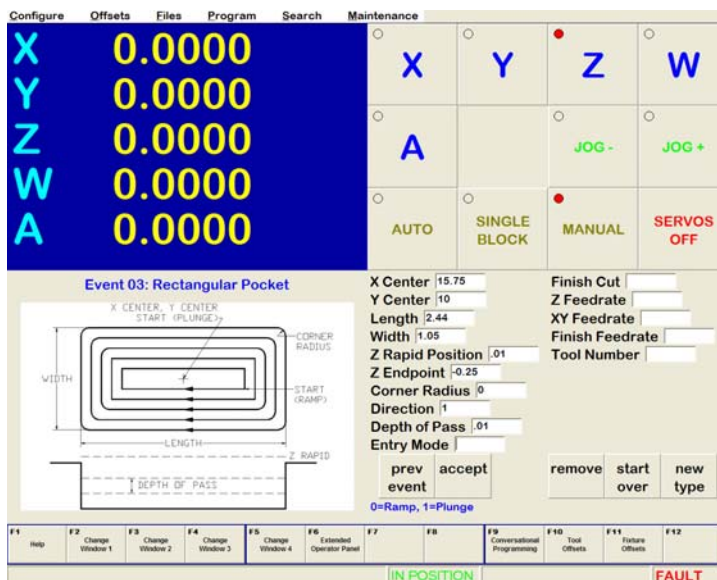 Configure Offsets Files Program Search Maintenance
X 0.0000
Y 0.0000
Z 0.0000
W 0.0000
A 0.0000
X Y Z W
A JOG - JOG +
AUTO SINGLE BLOCK MANUAL SERVOS OFF
Event 03: Rectangular Pocket
X CENTER, Y CENTER
START (PLUNGE)
CORNER
RADIUS
WIDTH
START
(RAMP)
LENGTH
Z RAPID
DEPTH OF PASS
X Center 15.75
Y Center 10
Length 2.44
Width 1.05
Z Rapid Position .01
Z Endpoint -0.25
Corner Radius 0
Direction 1
Depth of Pass .01
Entry Mode
Finish Cut
Z Feedrate
XY Feedrate
Finish Feedrate
Tool Number
prev event accept remove start over new type
0=Ramp, 1=Plunge
F1 Help
F2 Change Window 1
F3 Change Window 2
F4 Change Window 3
F5 Change Window 4
F6 Extended Operator Panel
F7
F8
F9 Conversational Programming
F10 Tool Offsets
F11 Fixture Offsets
F12
IN POSITION FAULT